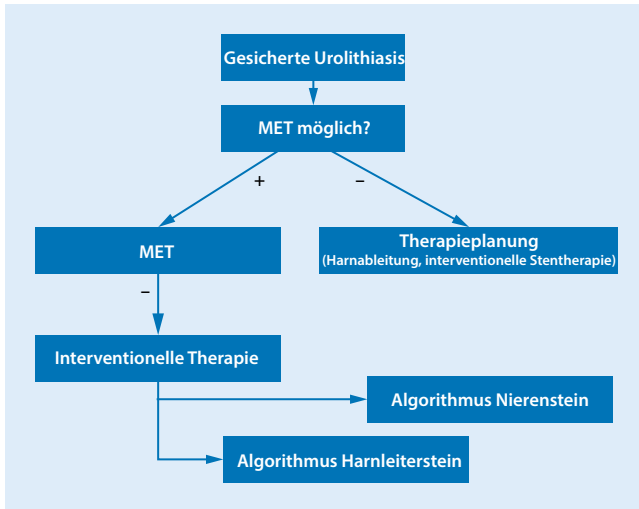 Gesicherte Urolithiasis
MET möglich?
+
–
MET
Therapieplanung
(Harnableitung, interventionelle Stentherapie)
–
Interventionelle Therapie
Algorithmus Nierenstein
Algorithmus Harnleiterstein